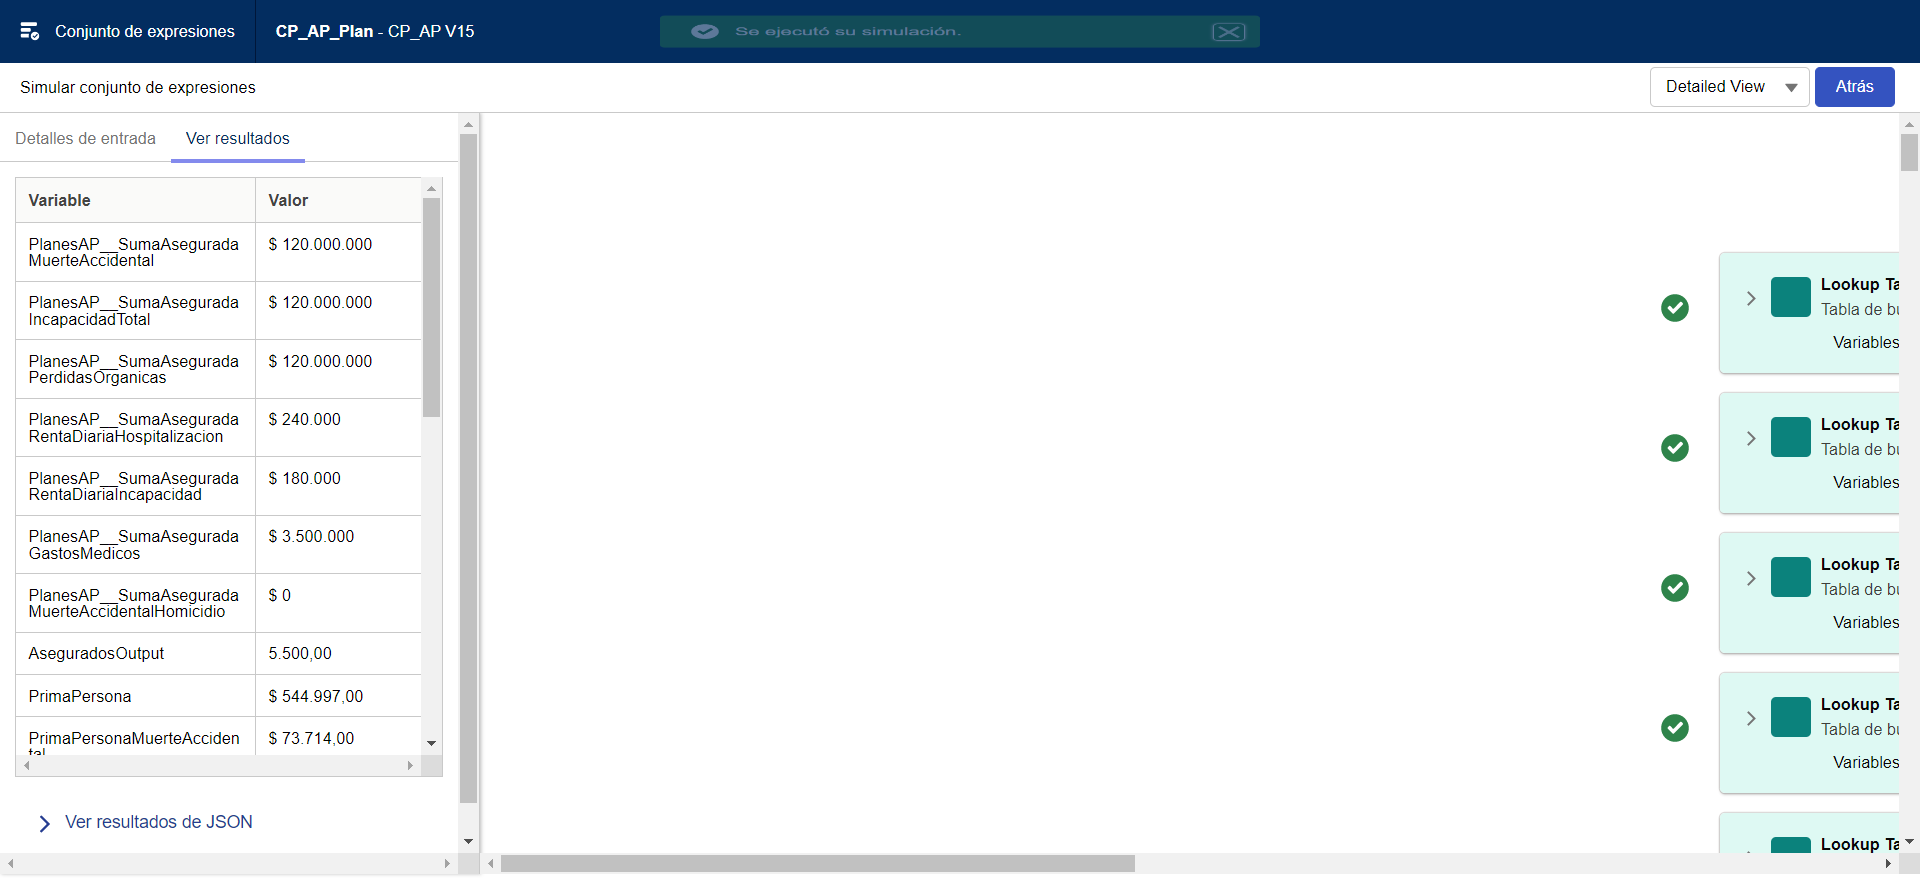 Conjunto de expresiones
CP_AP_Plan - CP_AP V15
Se ejecutó su simulación.
Simular conjunto de expresiones
Detailed View
Atrás
Detalles de entrada
Ver resultados
Variable
Valor
PlanesAP__SumaAsegurada
MuerteAccidental
$ 120.000.000
PlanesAP__SumaAsegurada
IncapacidadTotal
$ 120.000.000
PlanesAP__SumaAsegurada
PerdidasOrganicas
$ 120.000.000
PlanesAP__SumaAsegurada
RentaDiariaHospitalizacion
$ 240.000
PlanesAP__SumaAsegurada
RentaDiariaIncapacidad
$ 180.000
PlanesAP__SumaAsegurada
GastosMedicos
$ 3.500.000
PlanesAP__SumaAsegurada
MuerteAccidentalHomicidio
$ 0
AseguradosOutput
5.500,00
PrimaPersona
$ 544.997,00
PrimaPersonaMuerteAcciden
tal
$ 73.714,00
Ver resultados de JSON
Lookup Ta
Tabla de bu
Variables
Lookup Ta
Tabla de bu
Variables
Lookup Ta
Tabla de bu
Variables
Lookup Ta
Tabla de bu
Variables
Lookup Ta